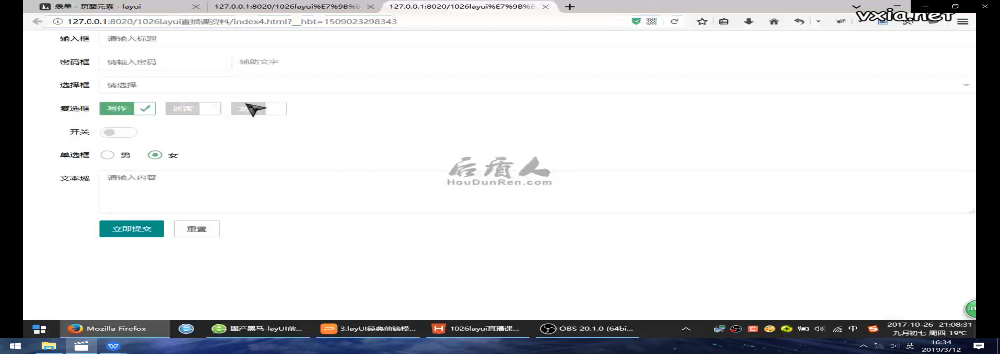 表单 - 页面元素 - layui
127.0.0.1:8020/1026layui%E7%9B%B
127.0.0.1:8020/1026layui%E7%9B%B
vxia.net
127.0.0.1:8020/1026layui直播课资料/index4.html?__hbt=1509023298343
输入框 请输入标题
密码框 请输入密码 辅助文字
选择框 请选择
复选框 写作 阅读
开关
单选框 男 女
文本域 请输入内容
后盾人
HouDunRen.com
立即提交 重置
31
Mozilla Firefox 国产黑马-layUI前... 3.layUI经典前端模... 1026layui直播课... OBS 20.1.0 (64bi... 中 2017-10-26 21:08:31
九月初七 周四 19℃
英 16:34
2019/3/12